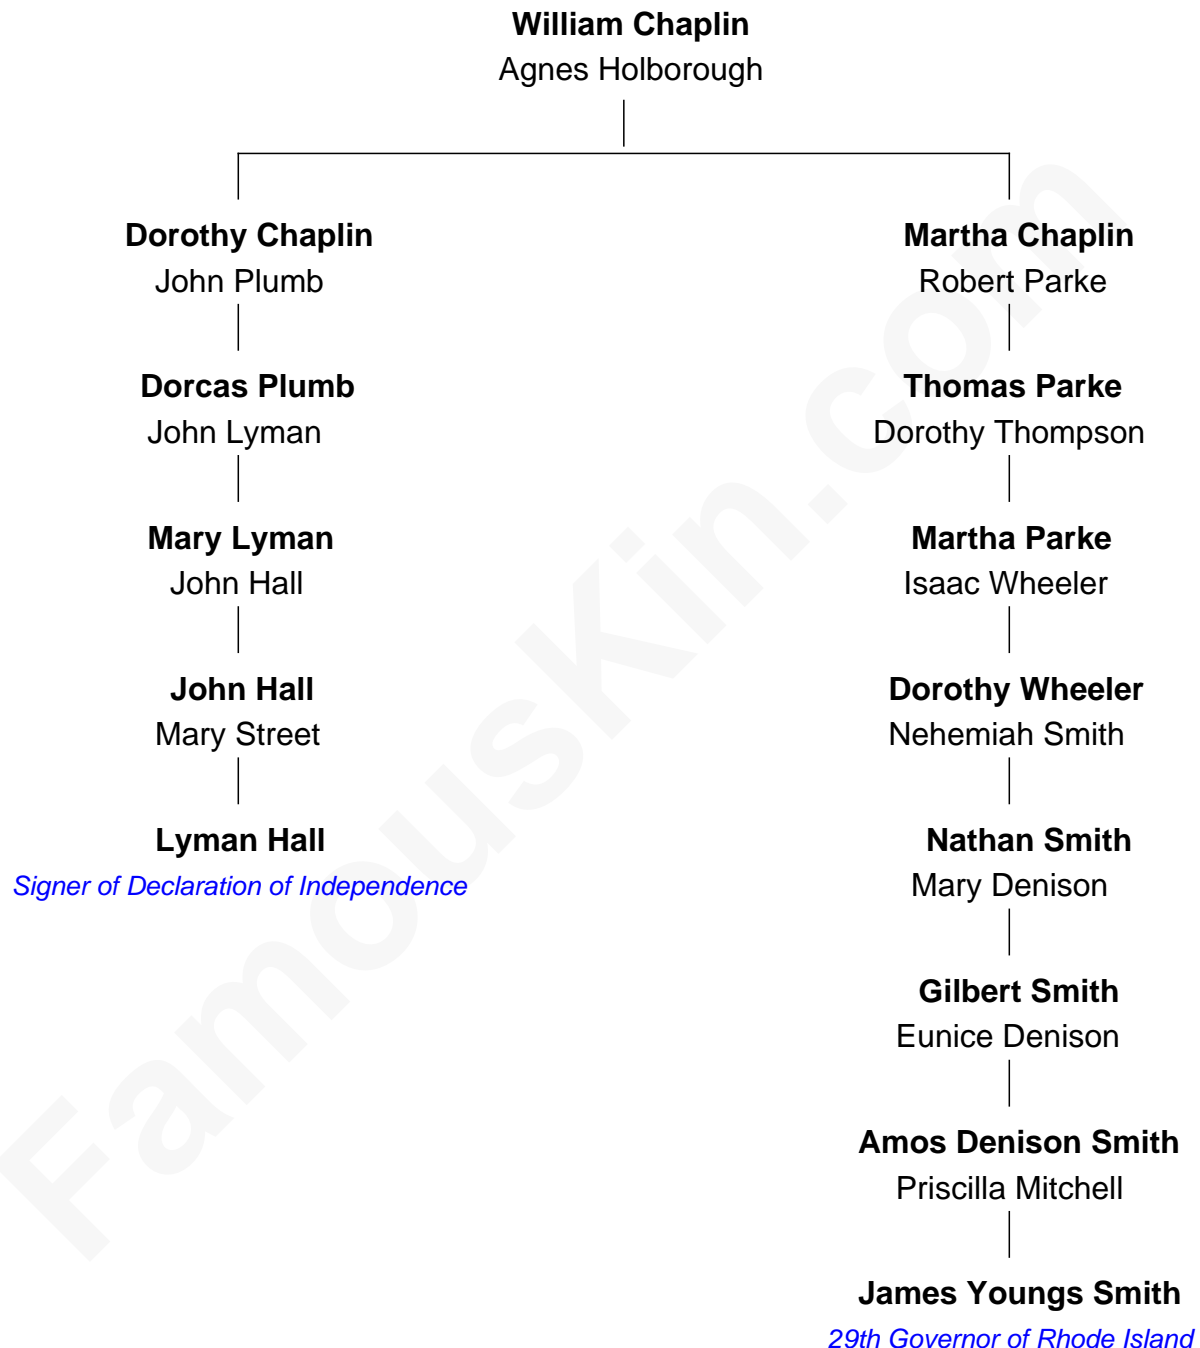 William Chaplin
Agnes Holborough
Dorothy Chaplin
John Plumb
Dorcas Plumb
John Lyman
Mary Lyman
John Hall
John Hall
Mary Street
Lyman Hall
Signer of Declaration of Independence
Martha Chaplin
Robert Parke
Thomas Parke
Dorothy Thompson
Martha Parke
Isaac Wheeler
Dorothy Wheeler
Nehemiah Smith
Nathan Smith
Mary Denison
Gilbert Smith
Eunice Denison
Amos Denison Smith
Priscilla Mitchell
James Youngs Smith
29th Governor of Rhode Island
FamousKin.com